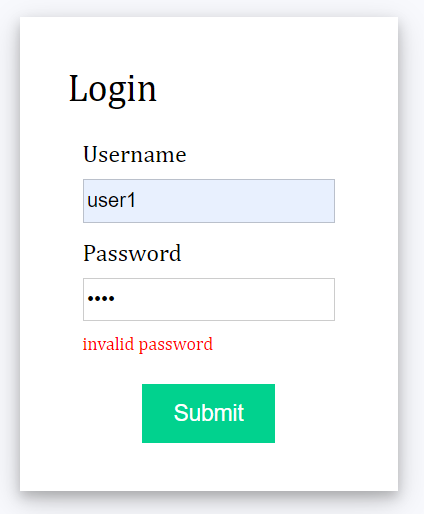 Login
Username
user1
Password
••••
invalid password
Submit